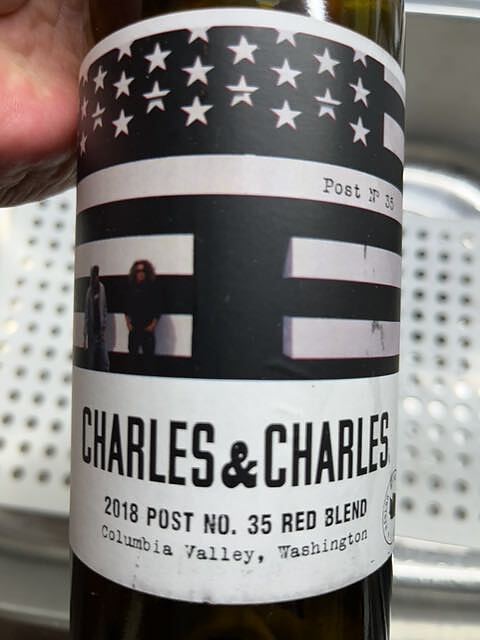 Post Nº 35
CHARLES & CHARLES
2018 POST NO. 35 RED BLEND
Columbia Valley, Washington